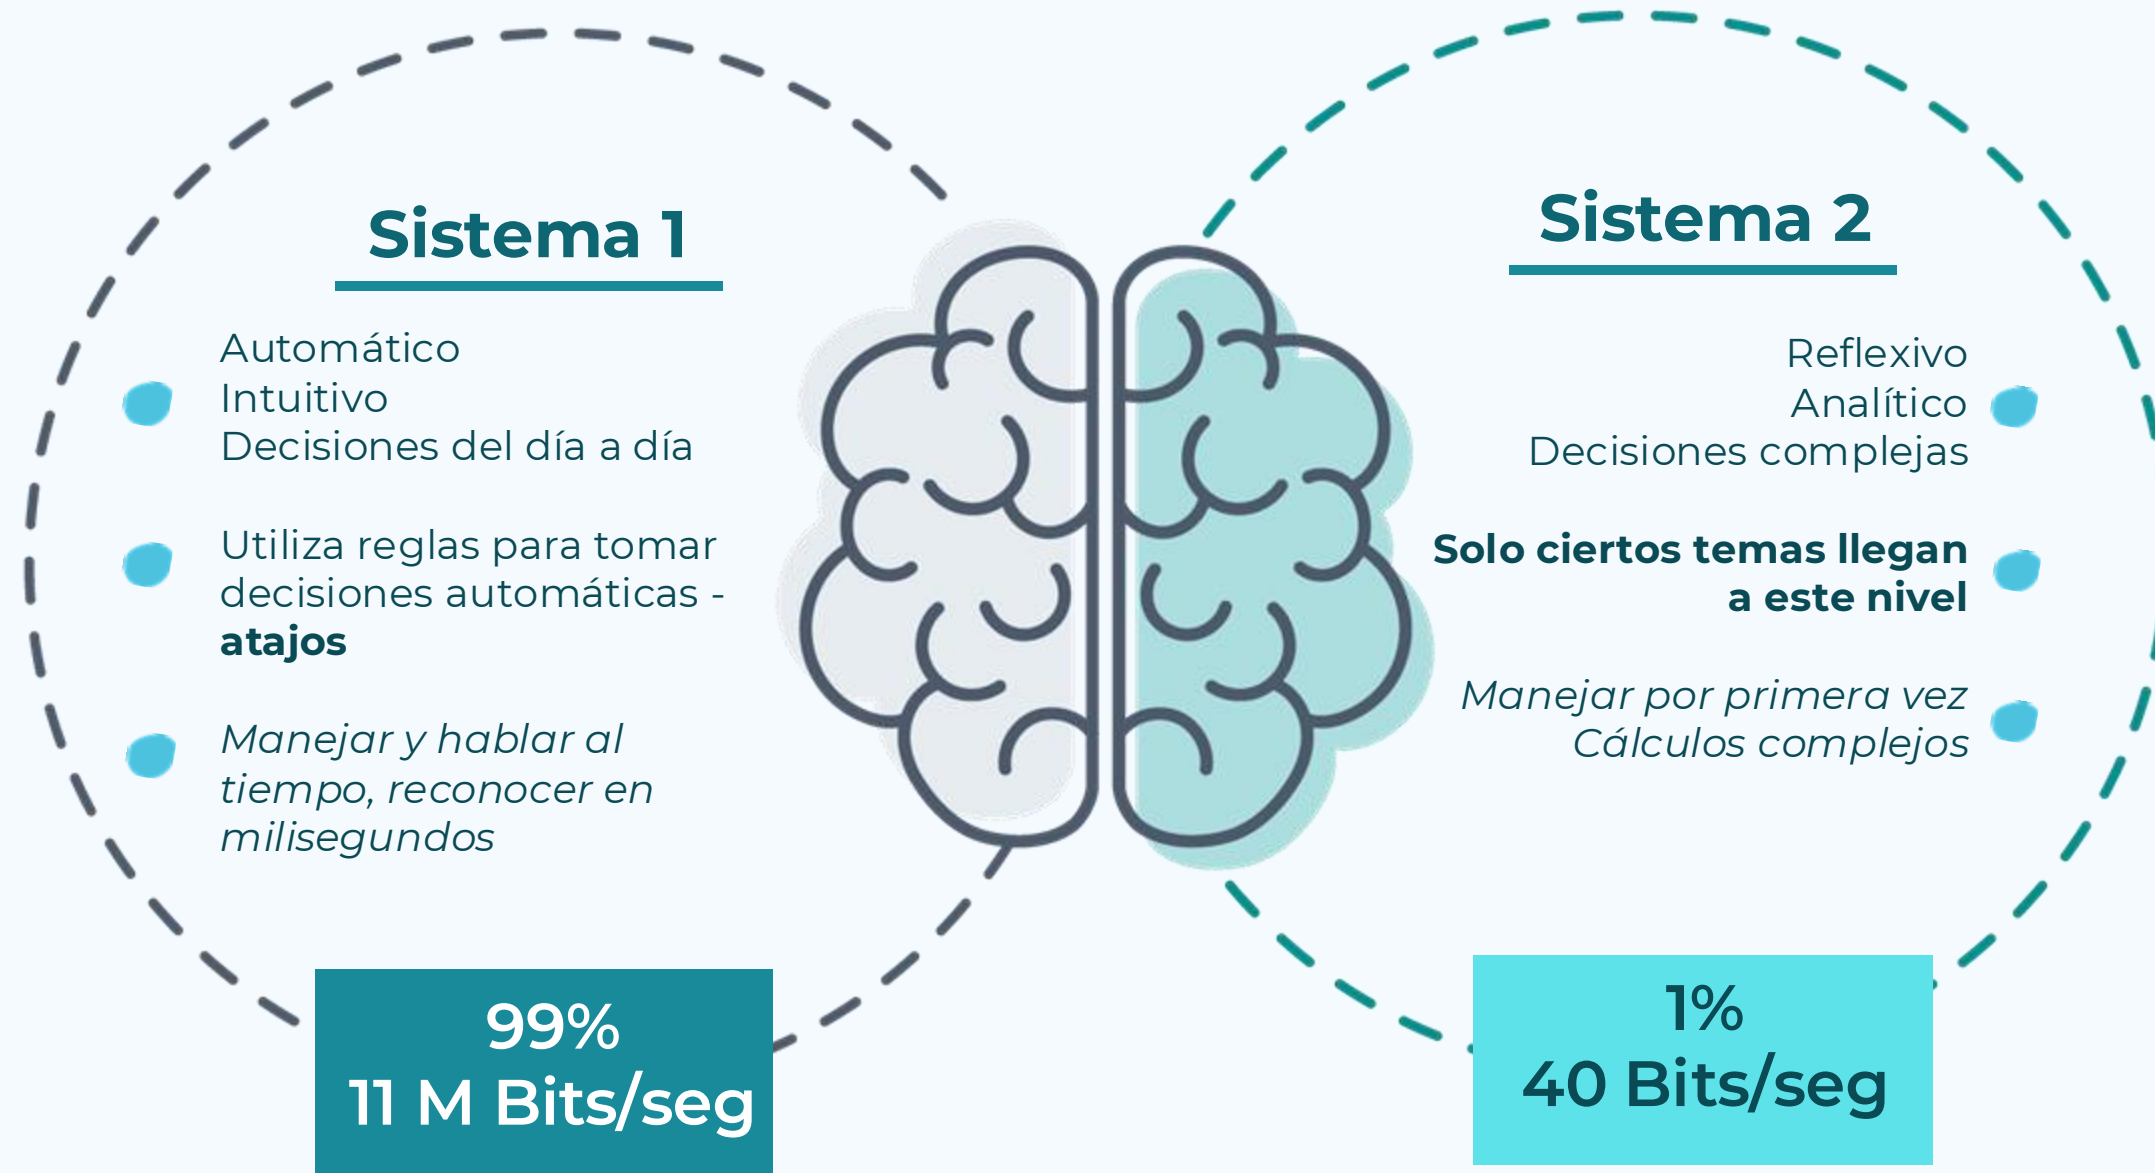 Sistema 1
Automático
Intuitivo
Decisiones del día a día
Utiliza reglas para tomar
decisiones automáticas -
atajos
Manejar y hablar al
tiempo, reconocer en
milisegundos
99%
11 M Bits/seg
Sistema 2
Reflexivo
Analítico
Decisiones complejas
Solo ciertos temas llegan
a este nivel
Manejar por primera vez
Cálculos complejos
1%
40 Bits/seg